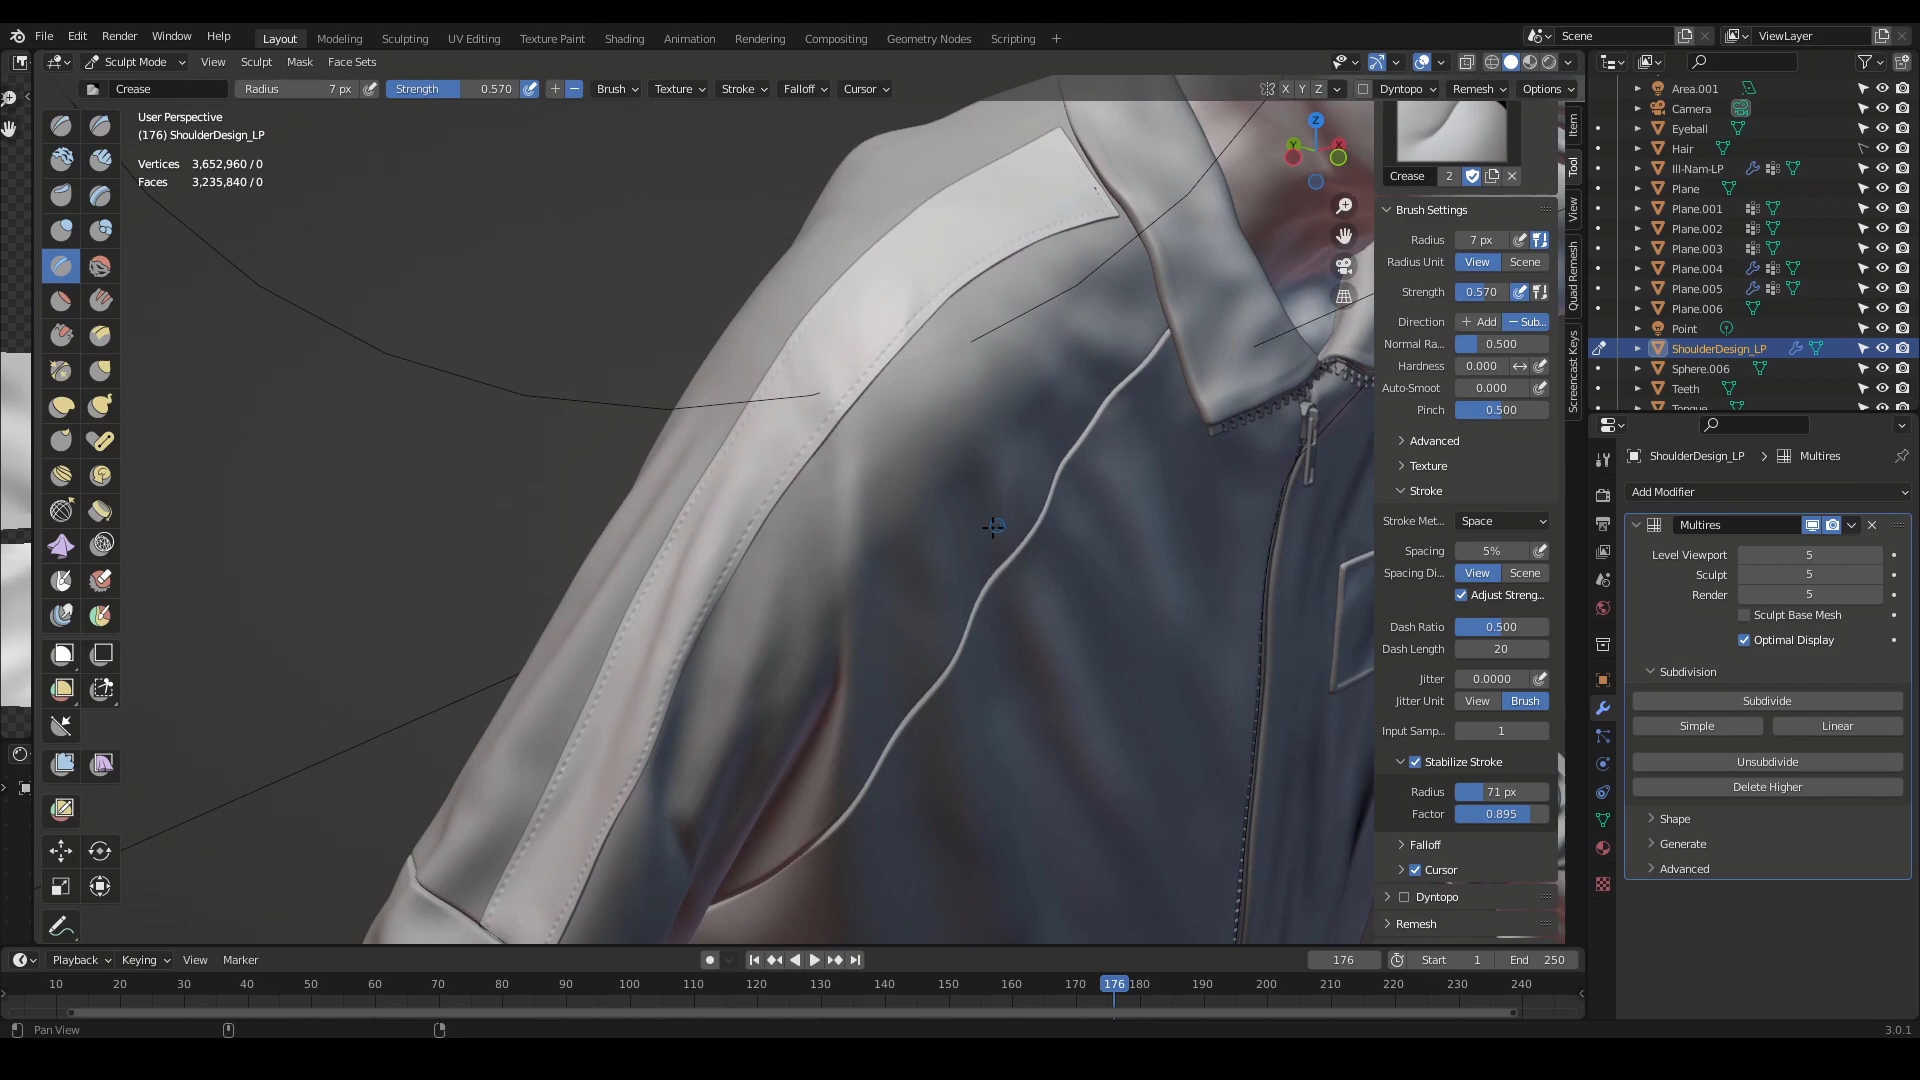 File Edit Render Window Help Layout Modeling Sculpting UV Editing Texture Paint Shading Animation Rendering Compositing Geometry Nodes Scripting + Scene ViewLayer
Sculpt Mode View Sculpt Mask Face Sets
Crease Radius 7 px Strength 0.570 Brush Texture Stroke Falloff Cursor X Y Z Dyntopo Remesh Options
User Perspective
(176) ShoulderDesign_LP
Vertices 3,652,960 / 0
Faces 3,235,840 / 0
Z
Y
X
Crease 2
Brush Settings
Radius 7 px
Radius Unit View Scene
Strength 0.570
Direction Add Sub...
Normal Ra... 0.500
Hardness 0.000
Auto-Smoot 0.000
Pinch 0.500
Advanced
Texture
Stroke
Stroke Met... Space
Spacing 5%
Spacing Di... View Scene
Adjust Streng...
Dash Ratio 0.500
Dash Length 20
Jitter 0.0000
Jitter Unit View Brush
Input Samp... 1
Stabilize Stroke
Radius 71 px
Factor 0.895
Falloff
Cursor
Dyntopo
Remesh
Item
Tool
View
Quad Remesh
Screencast Keys
Area.001
Camera
Eyeball
Hair
Ill-Nam-LP
Plane
Plane.001
Plane.002
Plane.003
Plane.004
Plane.005
Plane.006
Point
ShoulderDesign_LP
Sphere.006
Teeth
Tongue
ShoulderDesign_LP > Multires
Add Modifier
Multires
Level Viewport 5
Sculpt 5
Render 5
Sculpt Base Mesh
Optimal Display
Subdivision
Subdivide
Simple Linear
Unsubdivide
Delete Higher
Shape
Generate
Advanced
Playback Keying View Marker 176 Start 1 End 250
10 20 30 40 50 60 70 80 90 100 110 120 130 140 150 160 170 176 180 190 200 210 220 230 240
Pan View 3.0.1